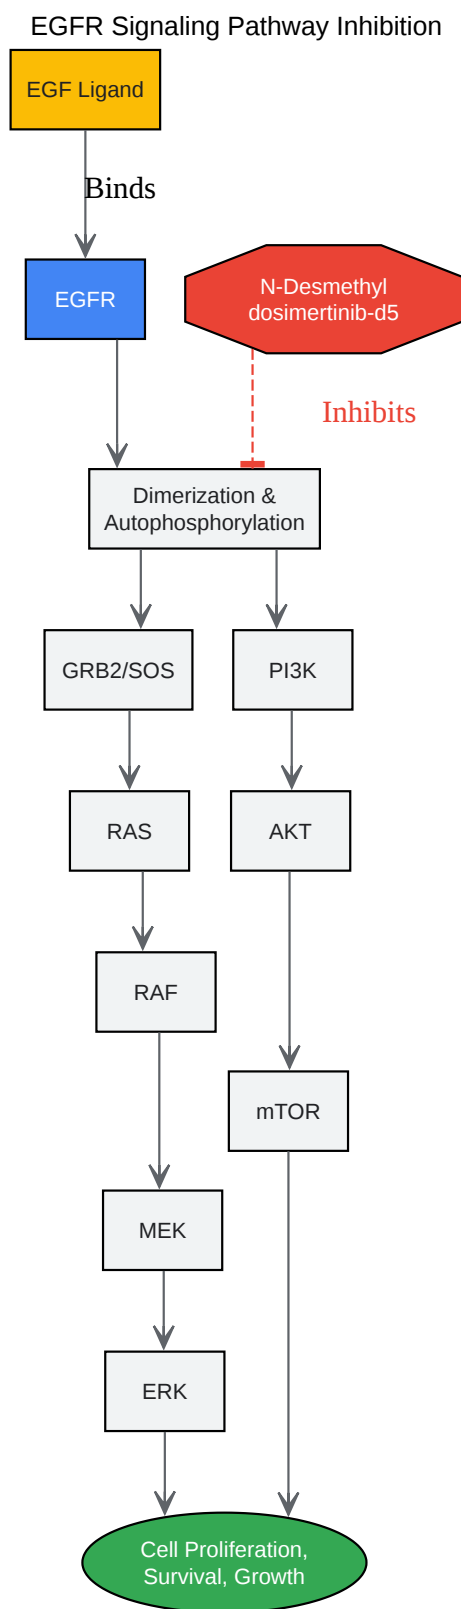 EGFR Signaling Pathway Inhibition
EGF Ligand
Binds
EGFR
N-Desmethyl
dosimertinib-d5
Inhibits
Dimerization &
Autophosphorylation
GRB2/SOS
PI3K
RAS
AKT
RAF
mTOR
MEK
ERK
Cell Proliferation,
Survival, Growth